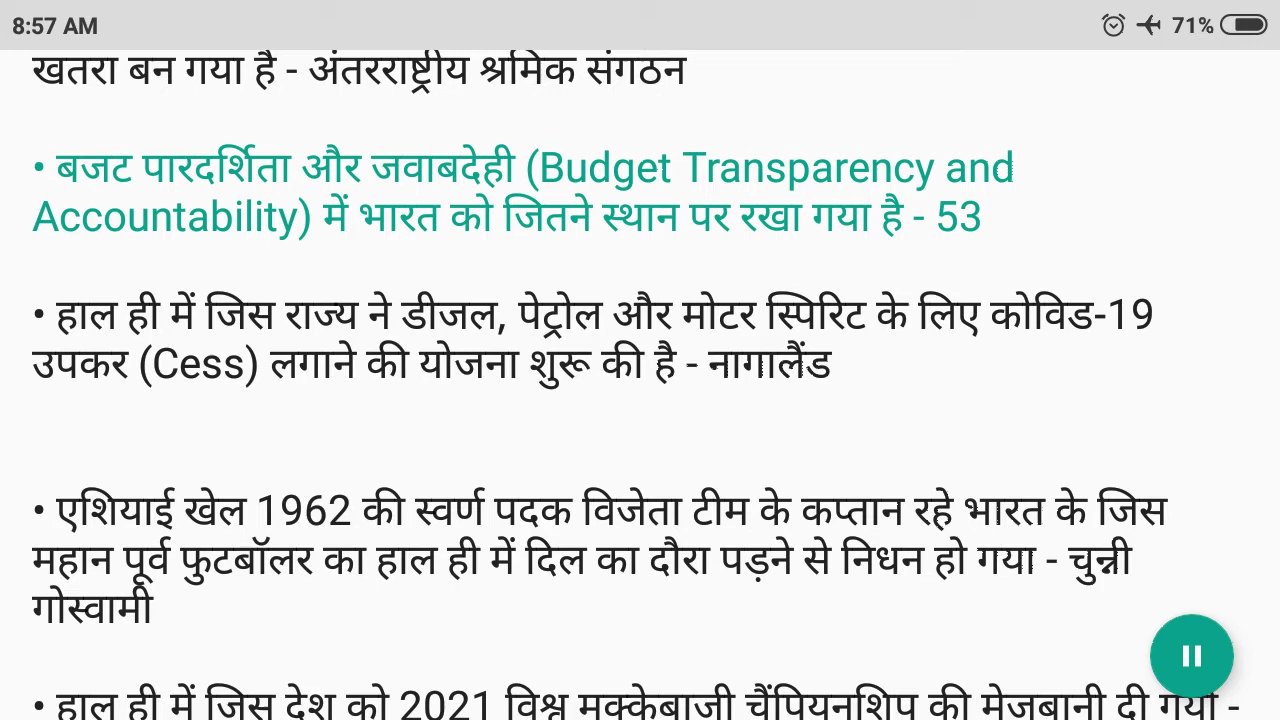 8:57 AM 71%
खतरा बन गया है - अंतरराष्ट्रीय श्रमिक संगठन
• बजट पारदर्शिता और जवाबदेही (Budget Transparency and
Accountability) में भारत को जितने स्थान पर रखा गया है - 53
• हाल ही में जिस राज्य ने डीजल, पेट्रोल और मोटर स्पिरिट के लिए कोविड-19
उपकर (Cess) लगाने की योजना शुरू की है - नागालैंड
• एशियाई खेल 1962 की स्वर्ण पदक विजेता टीम के कप्तान रहे भारत के जिस
महान पूर्व फुटबॉलर का हाल ही में दिल का दौरा पड़ने से निधन हो गया - चुन्नी
गोस्वामी
• हाल ही में जिस देश को 2021 विश्व मुक्केबाजी चैंपियनशिप की मेजबानी दी गयी -